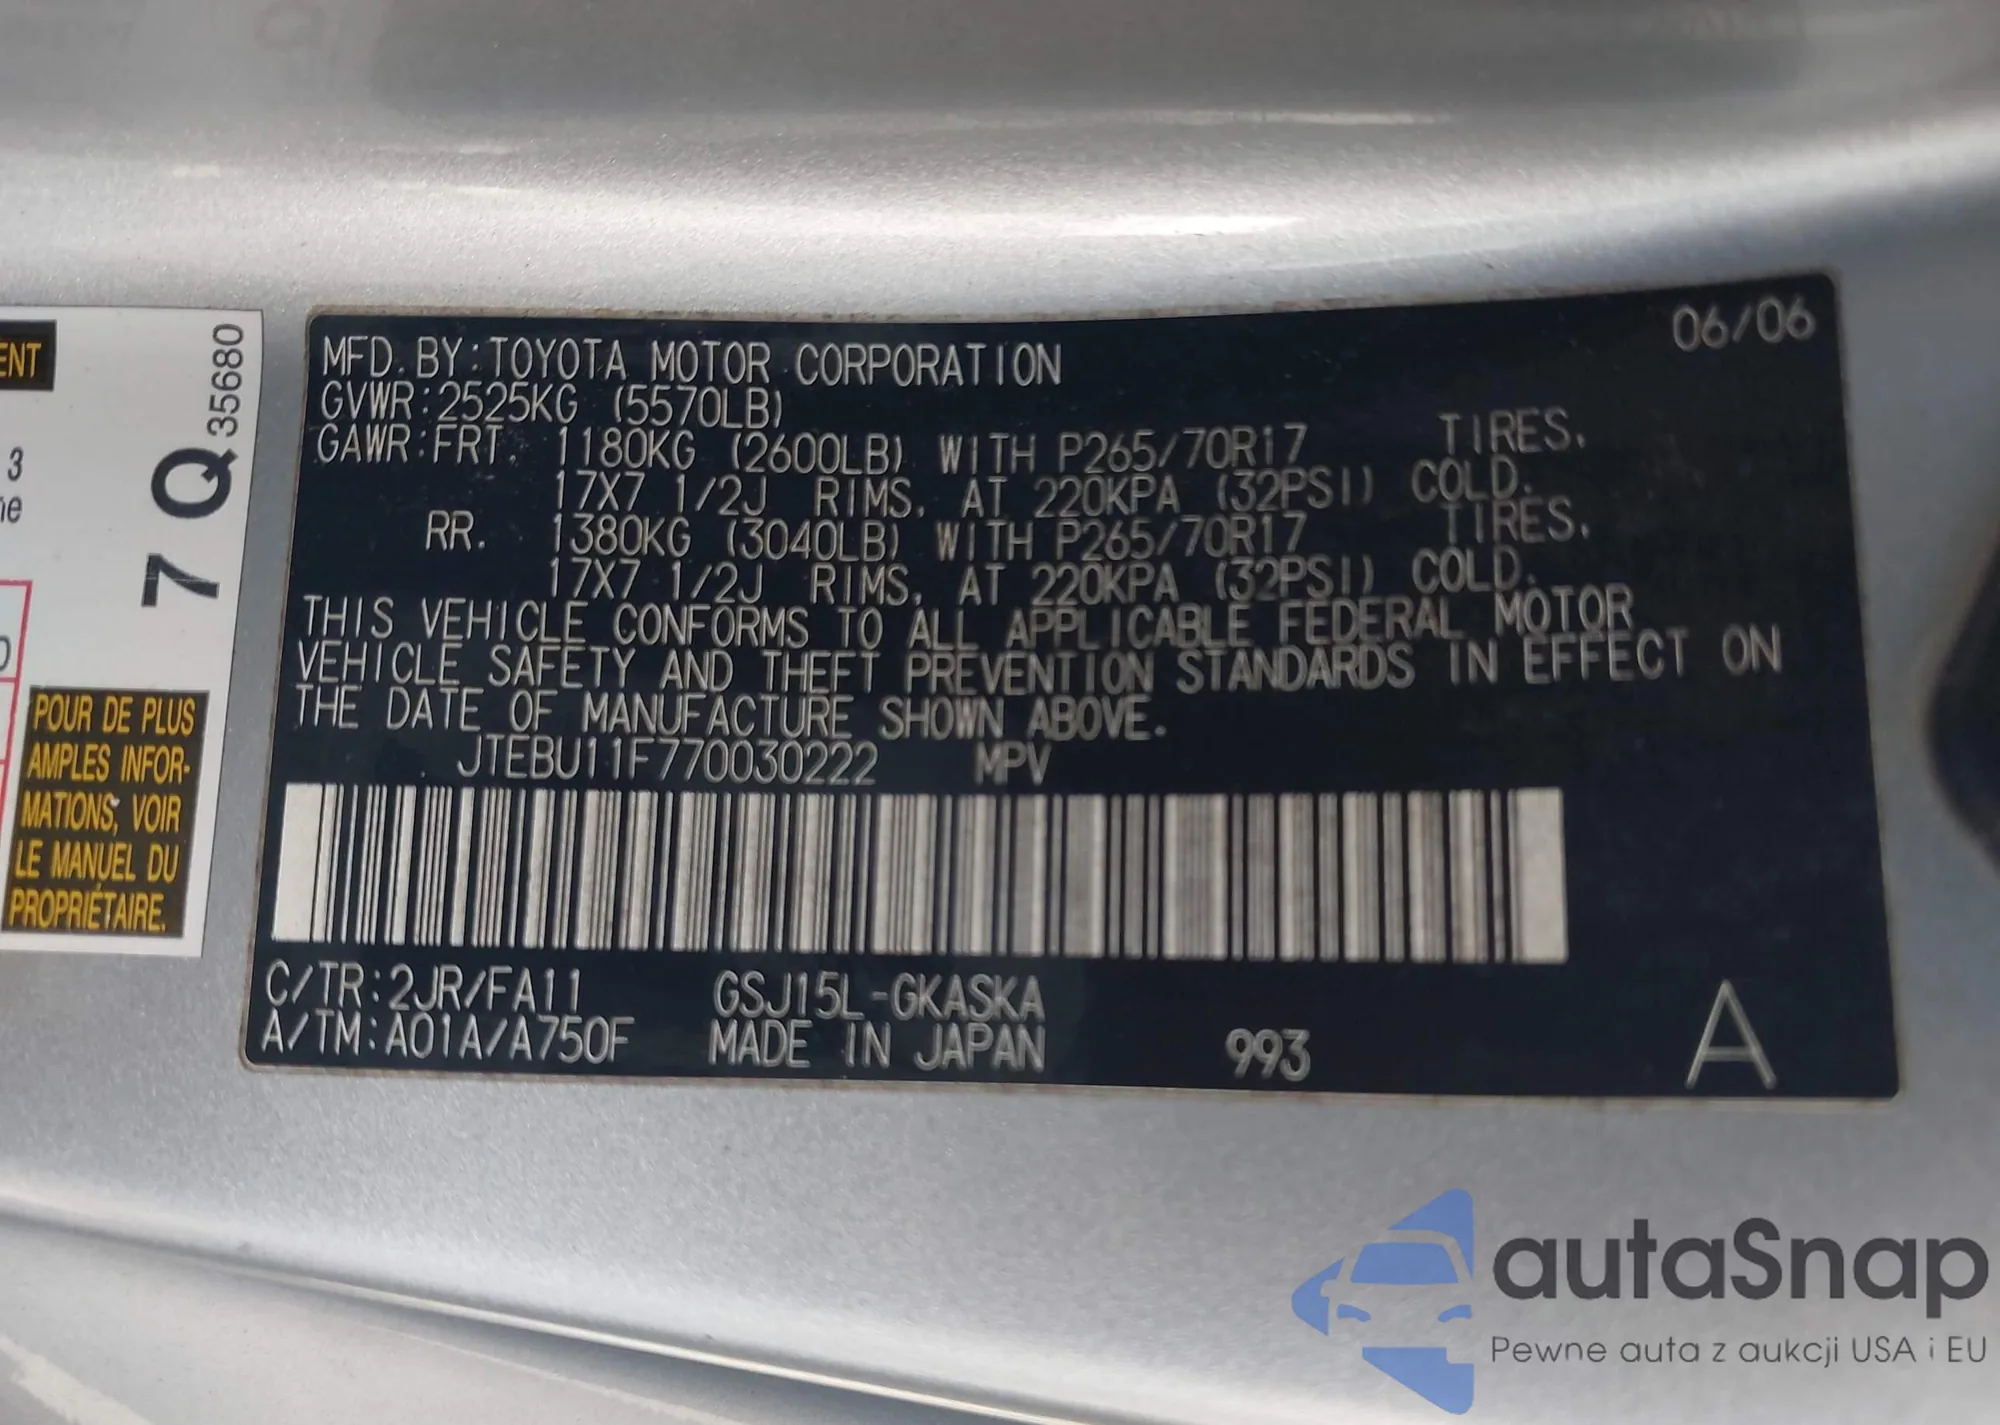 ENT
3
ne
7 Q 35680
POUR DE PLUS
AMPLES INFOR-
MATIONS, VOIR
LE MANUEL DU
PROPRIÉTAIRE.
06/06
MFD. BY: TOYOTA MOTOR CORPORATION
GVWR: 2525KG (5570LB)
GAWR: FRT. 1180KG (2600LB) WITH P265/70R17 TIRES,
17X7 1/2J RIMS, AT 220KPA (32PSI) COLD.
RR. 1380KG (3040LB) WITH P265/70R17 TIRES,
17X7 1/2J RIMS, AT 220KPA (32PSI) COLD.
THIS VEHICLE CONFORMS TO ALL APPLICABLE FEDERAL MOTOR
VEHICLE SAFETY AND THEFT PREVENTION STANDARDS IN EFFECT ON
THE DATE OF MANUFACTURE SHOWN ABOVE.
JTEBU11F770030222 MPV
C/TR: 2JR/FA11 GSJ15L-GKASKA
A/TM: A01A/A750F MADE IN JAPAN 993 A
autaSnap
Pewne auta z aukcji USA i EU